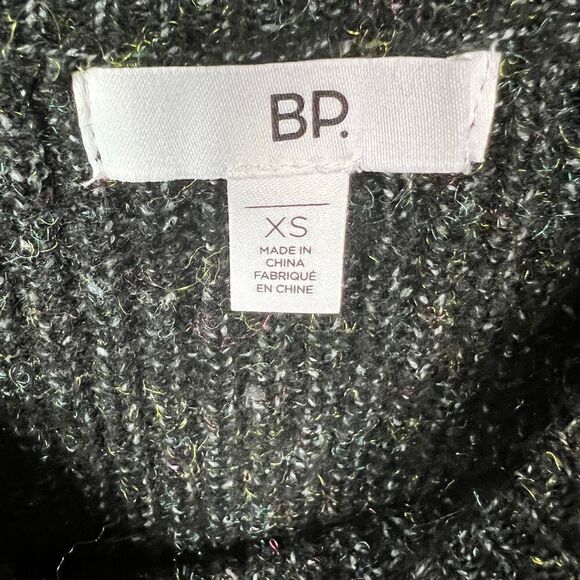 BP.
XS
MADE IN
CHINA
FABRIQUÉ
EN CHINE